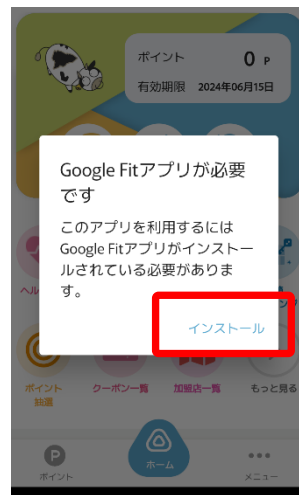 ポイント 0 P
有効期限 2024年06月15日
Google Fitアプリが必要
です
このアプリを利用するには
Google Fitアプリがインストー
ルされている必要がありま
す。
インストール
ヘル
ポイント
抽選
クーポン一覧
加盟店一覧
もっと見る
P
ポイント
ホーム
メニュー